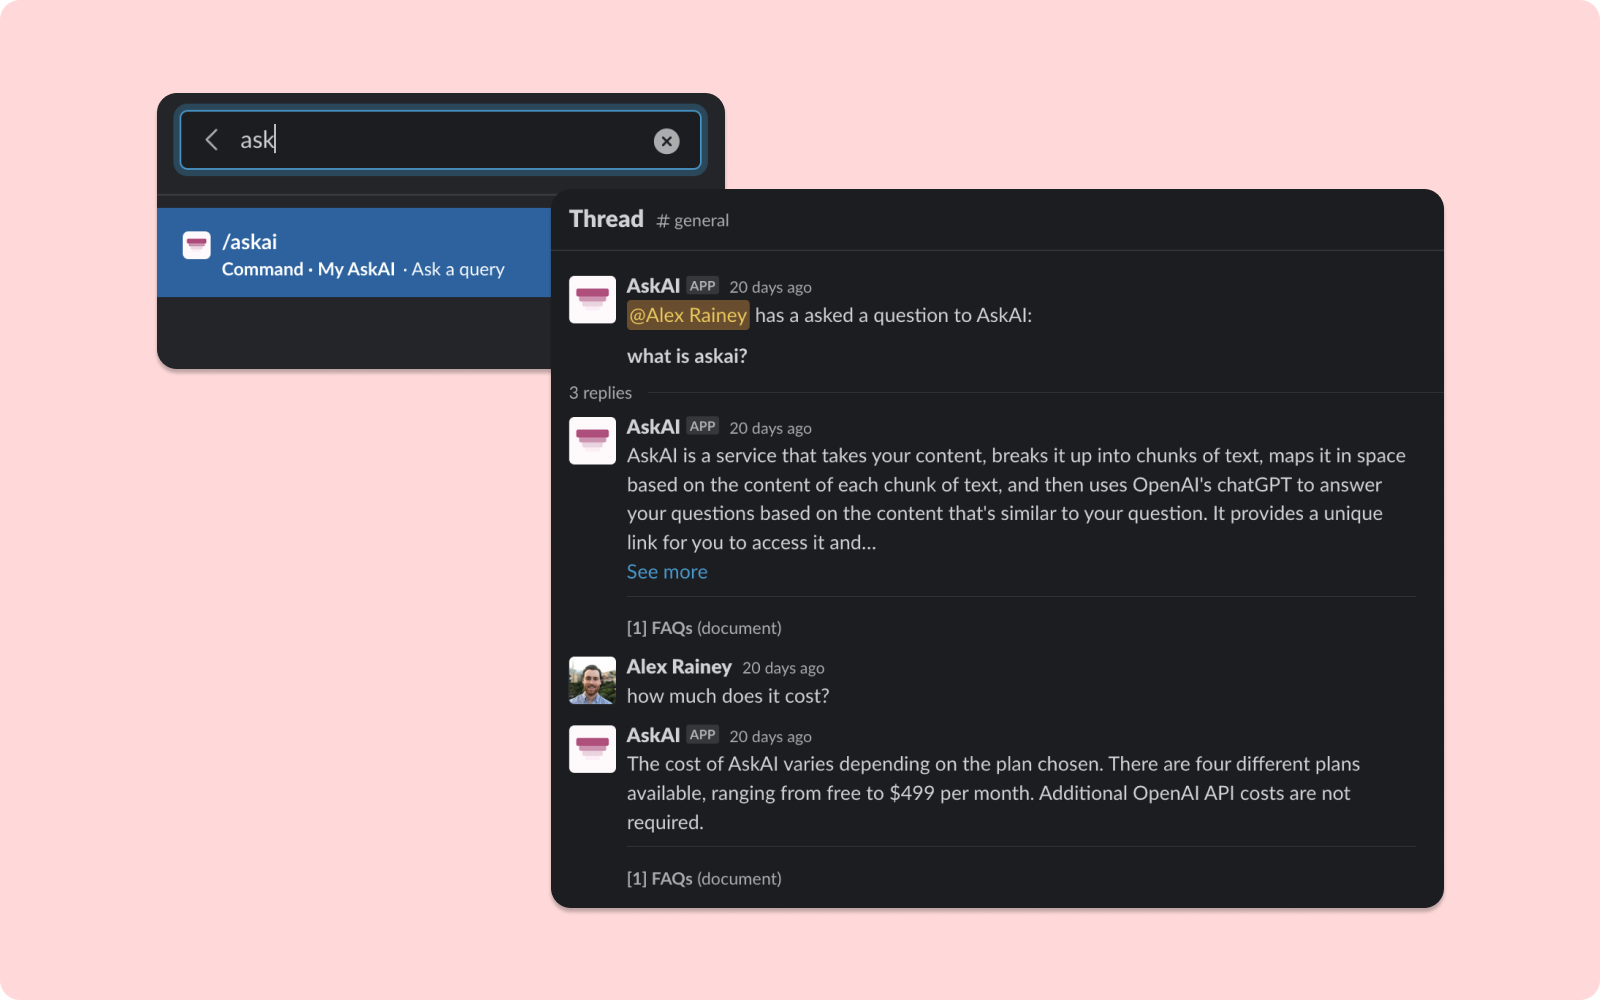 ask
/askai
Command · My AskAI · Ask a query
Thread # general
AskAI APP 20 days ago
@Alex Rainey has a asked a question to AskAI:
what is askai?
3 replies
AskAI APP 20 days ago
AskAI is a service that takes your content, breaks it up into chunks of text, maps it in space
based on the content of each chunk of text, and then uses OpenAI's chatGPT to answer
your questions based on the content that's similar to your question. It provides a unique
link for you to access it and...
See more
[1] FAQs (document)
Alex Rainey 20 days ago
how much does it cost?
AskAI APP 20 days ago
The cost of AskAI varies depending on the plan chosen. There are four different plans
available, ranging from free to $499 per month. Additional OpenAI API costs are not
required.
[1] FAQs (document)